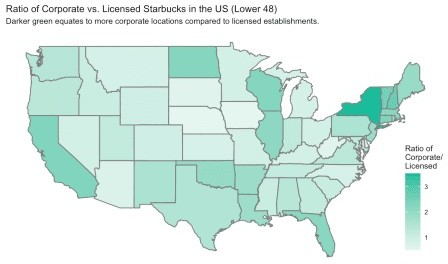 Ratio of Corporate vs. Licensed Starbucks in the US (Lower 48)
Darker green equates to more corporate locations compared to licensed establishments.
Ratio of
Corporate/
Licensed
3
2
1